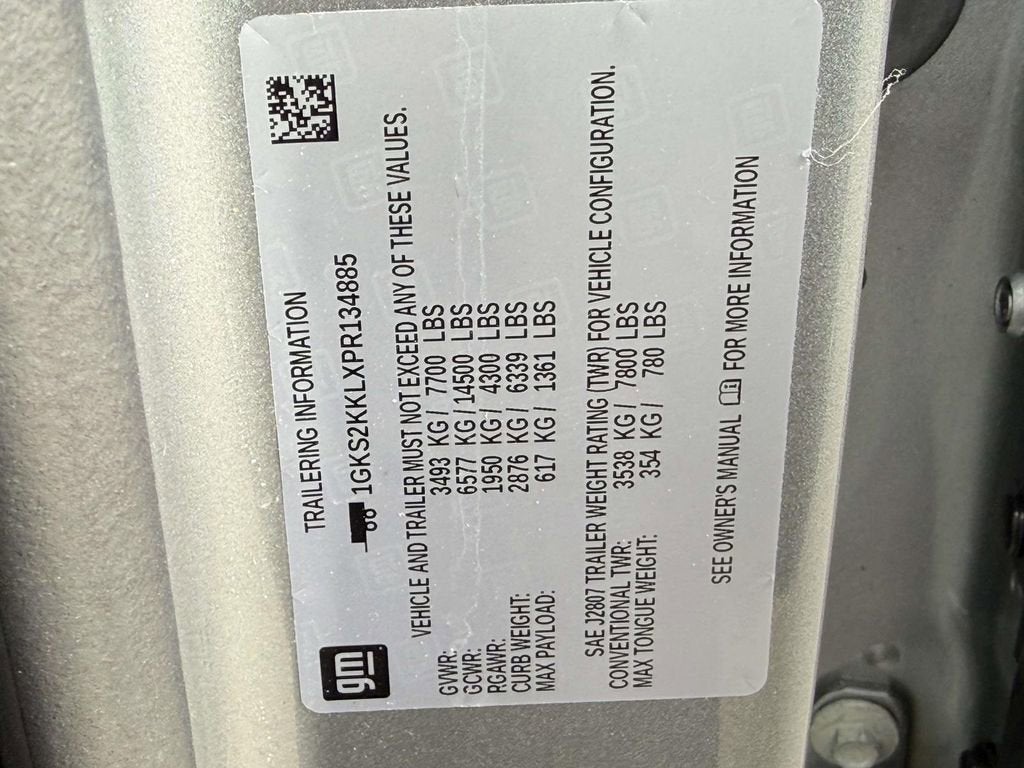 gm
TRAILERING INFORMATION
1GKS2KKLXPR134885
VEHICLE AND TRAILER MUST NOT EXCEED ANY OF THESE VALUES.
GVWR: 3493 KG / 7700 LBS
GCWR: 6577 KG / 14500 LBS
RGAWR: 1950 KG / 4300 LBS
CURB WEIGHT: 2876 KG / 6339 LBS
MAX PAYLOAD: 617 KG / 1361 LBS
SAE J2807 TRAILER WEIGHT RATING (TWR) FOR VEHICLE CONFIGURATION.
CONVENTIONAL TWR: 3538 KG / 7800 LBS
MAX TONGUE WEIGHT: 354 KG / 780 LBS
SEE OWNER'S MANUAL FOR MORE INFORMATION